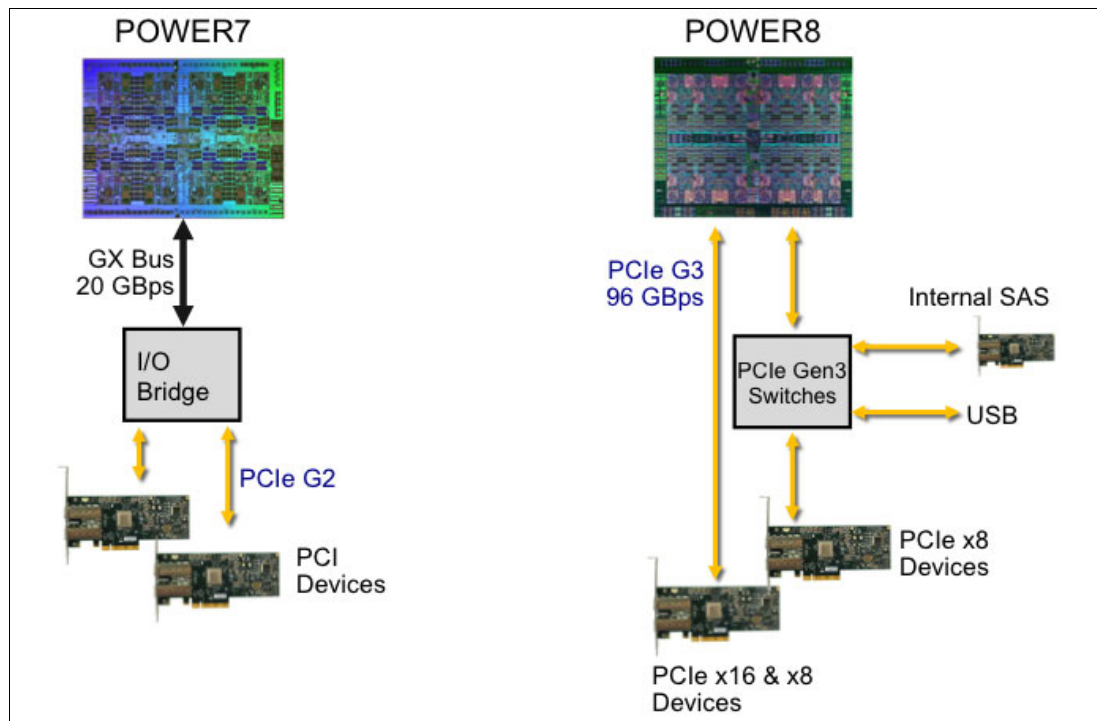 POWER7
GX Bus
20 GBps
I/O
Bridge
PCIe G2
PCI
Devices
POWER8
PCIe G3
96 GBps
Internal SAS
PCIe Gen3
Switches
USB
PCIe x8
Devices
PCIe x16 & x8
Devices